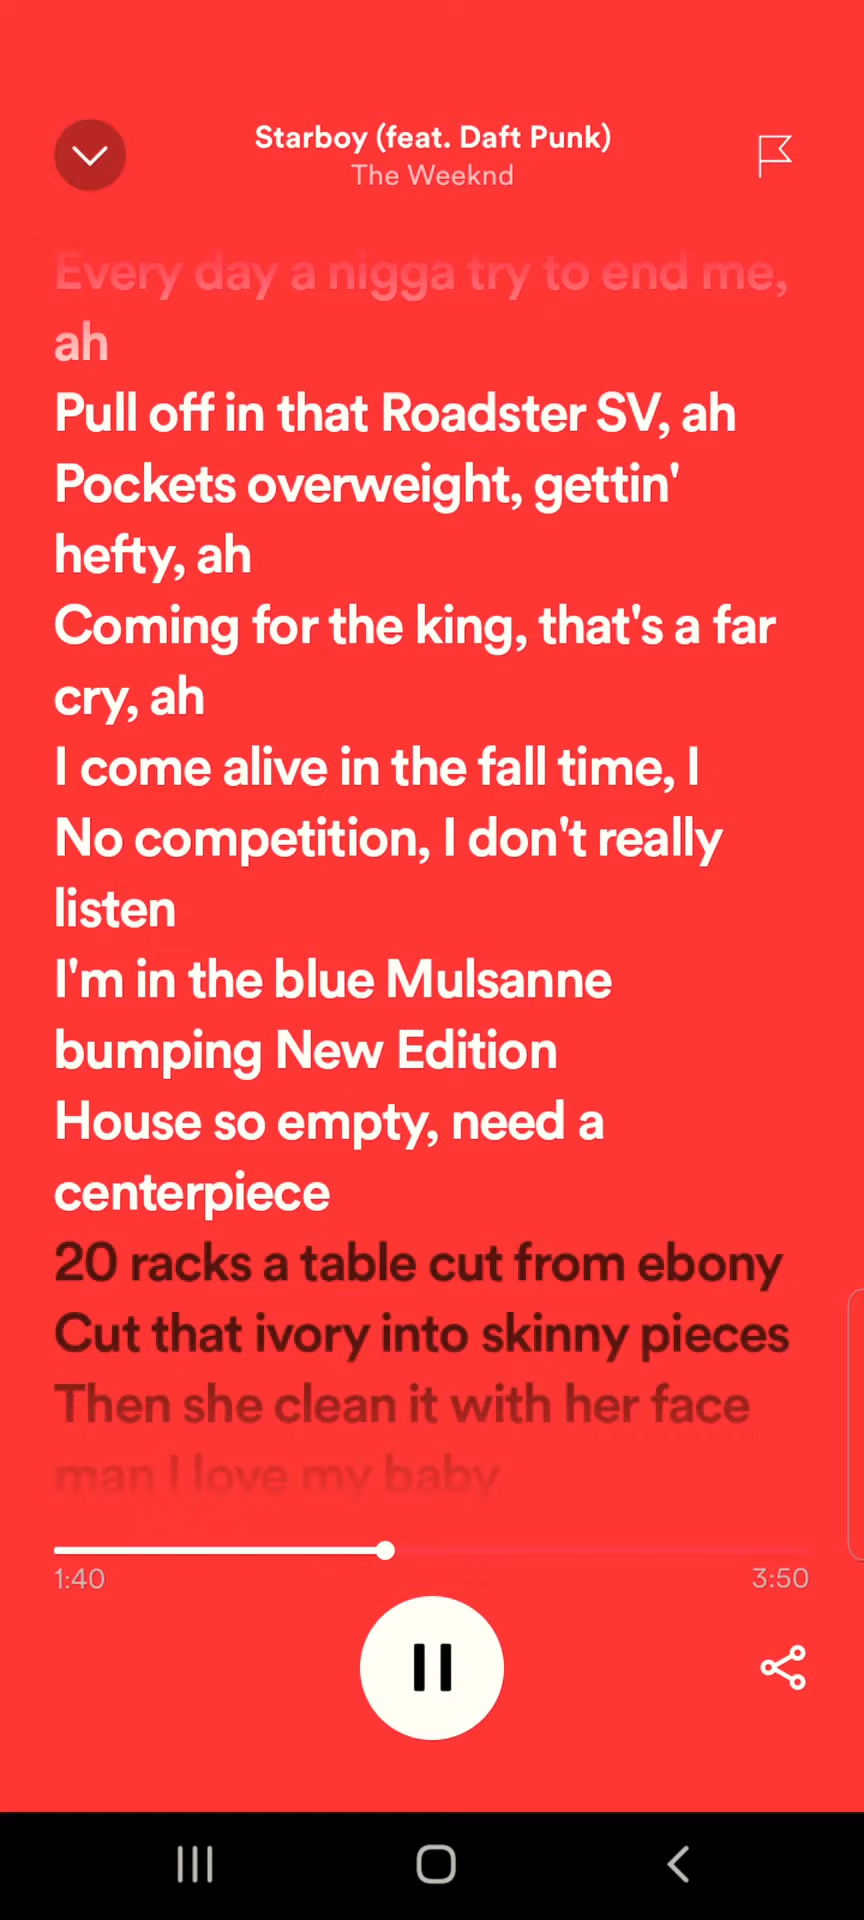 Starboy (feat. Daft Punk)
The Weeknd
Every day a nigga try to end me,
ah
Pull off in that Roadster SV, ah
Pockets overweight, gettin'
hefty, ah
Coming for the king, that's a far
cry, ah
I come alive in the fall time, I
No competition, I don't really
listen
I'm in the blue Mulsanne
bumping New Edition
House so empty, need a
centerpiece
20 racks a table cut from ebony
Cut that ivory into skinny pieces
Then she clean it with her face
man I love my baby
1:40
3:50